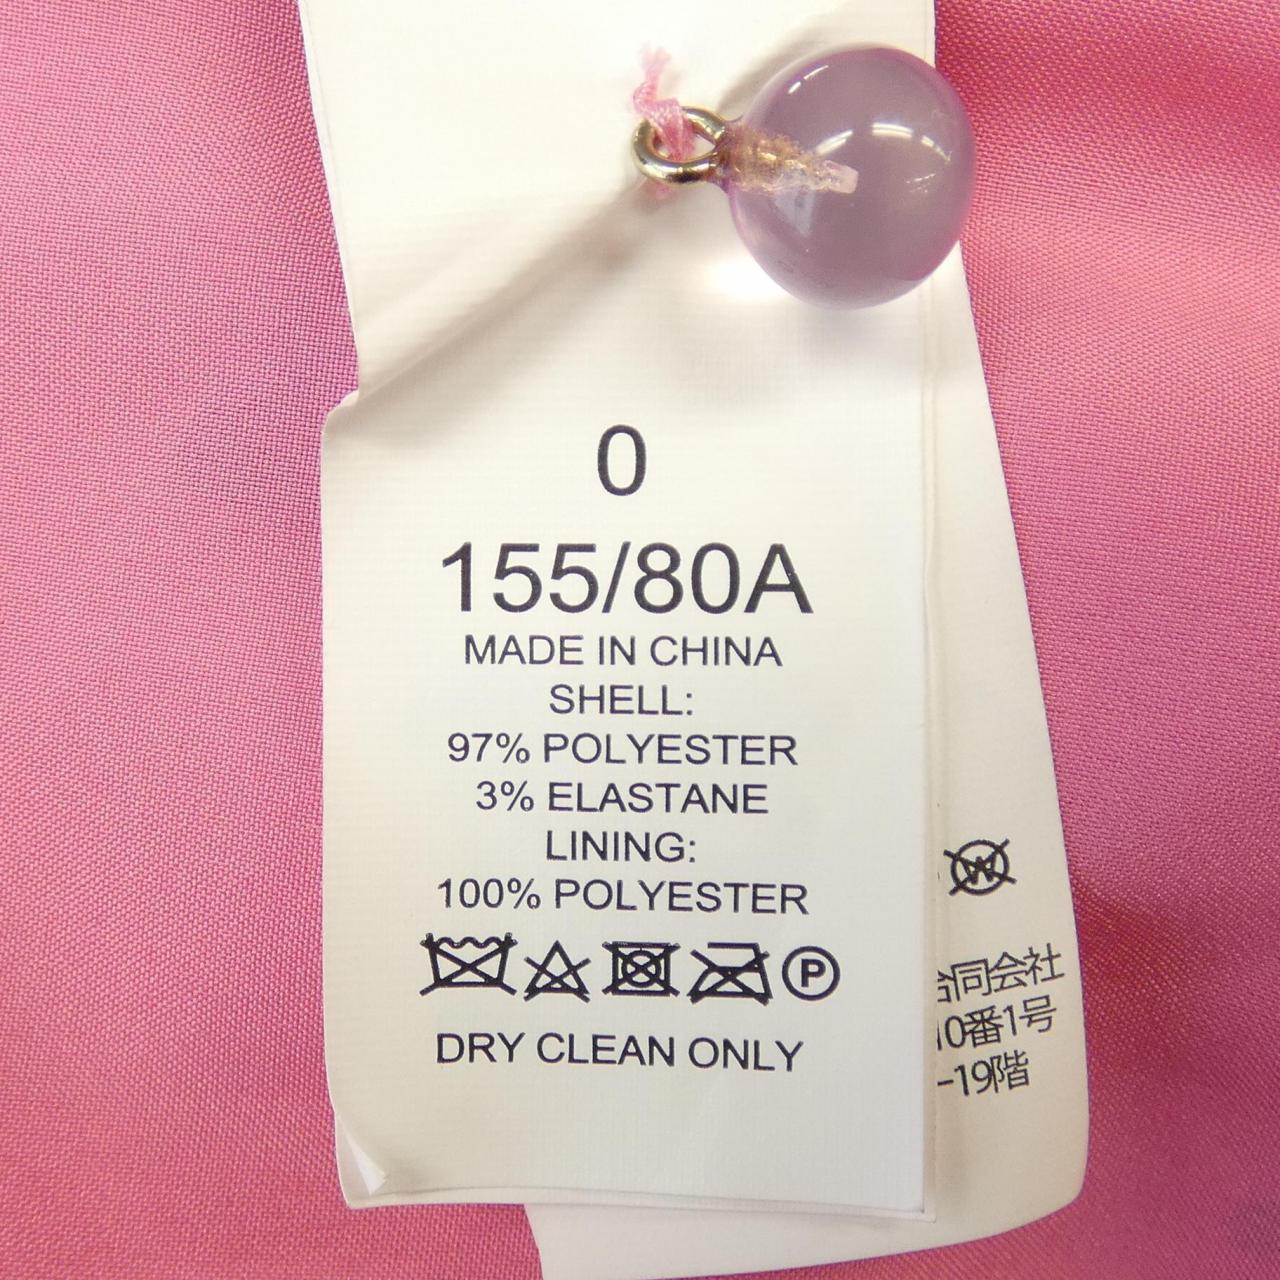 0
155/80A
MADE IN CHINA
SHELL:
97% POLYESTER
3% ELASTANE
LINING:
100% POLYESTER
P
DRY CLEAN ONLY
W
合同会社
10番1号
-19階